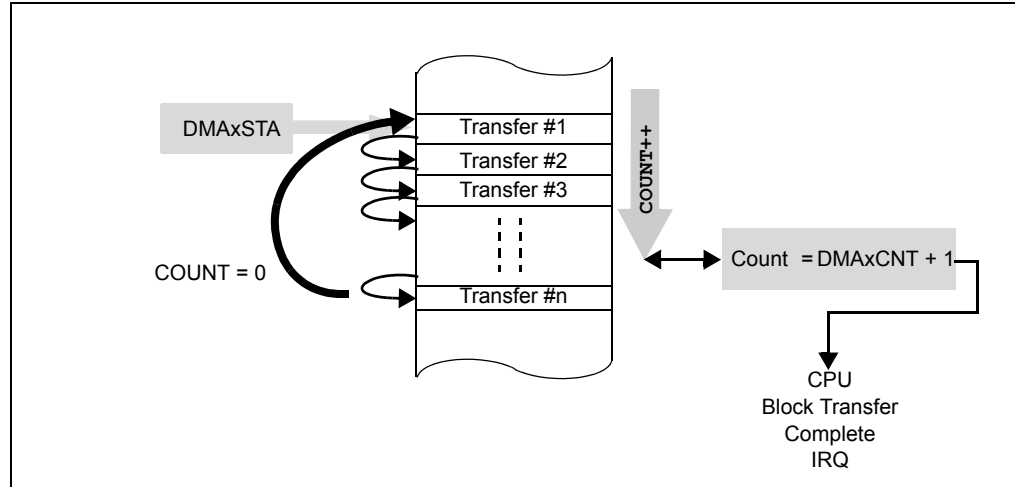 DMAxSTA
Transfer #1
Transfer #2
Transfer #3
COUNT++
COUNT = 0
Count = DMAxCNT + 1
Transfer #n
CPU
Block Transfer
Complete
IRQ